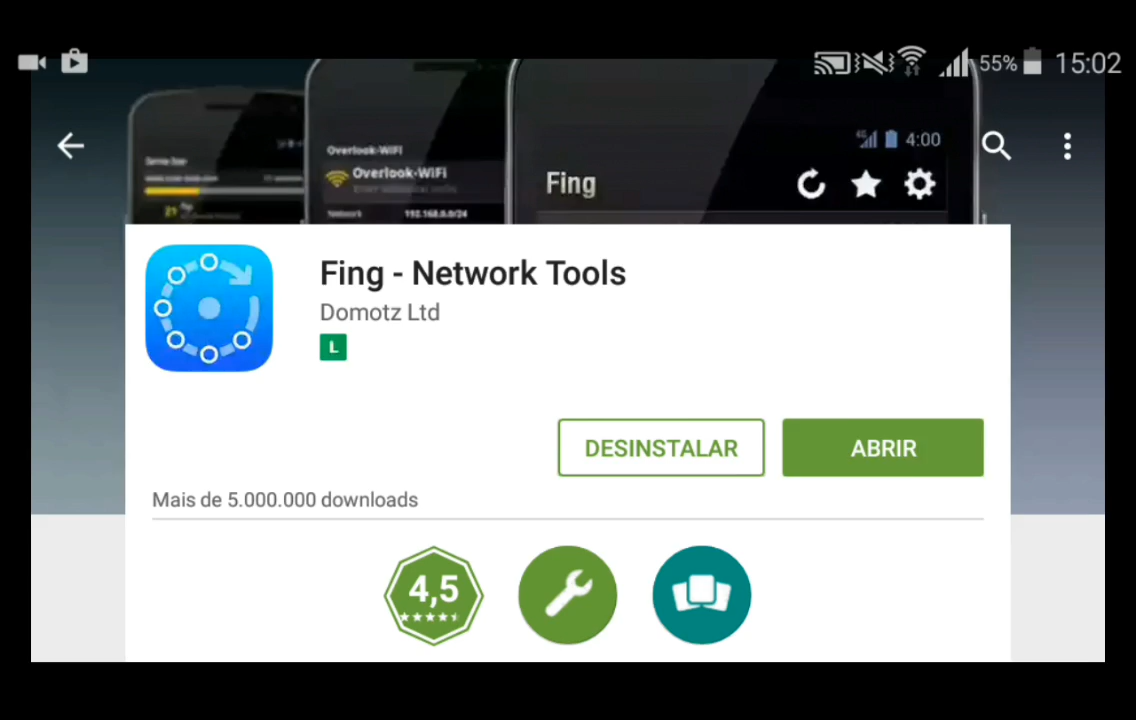 55% 15:02
4:00
Overlook-WiFi
Overlook-WiFi
Network 192.168.0.0/24
Fing
Fing - Network Tools
Domotz Ltd
L
DESINSTALAR ABRIR
Mais de 5.000.000 downloads
4,5